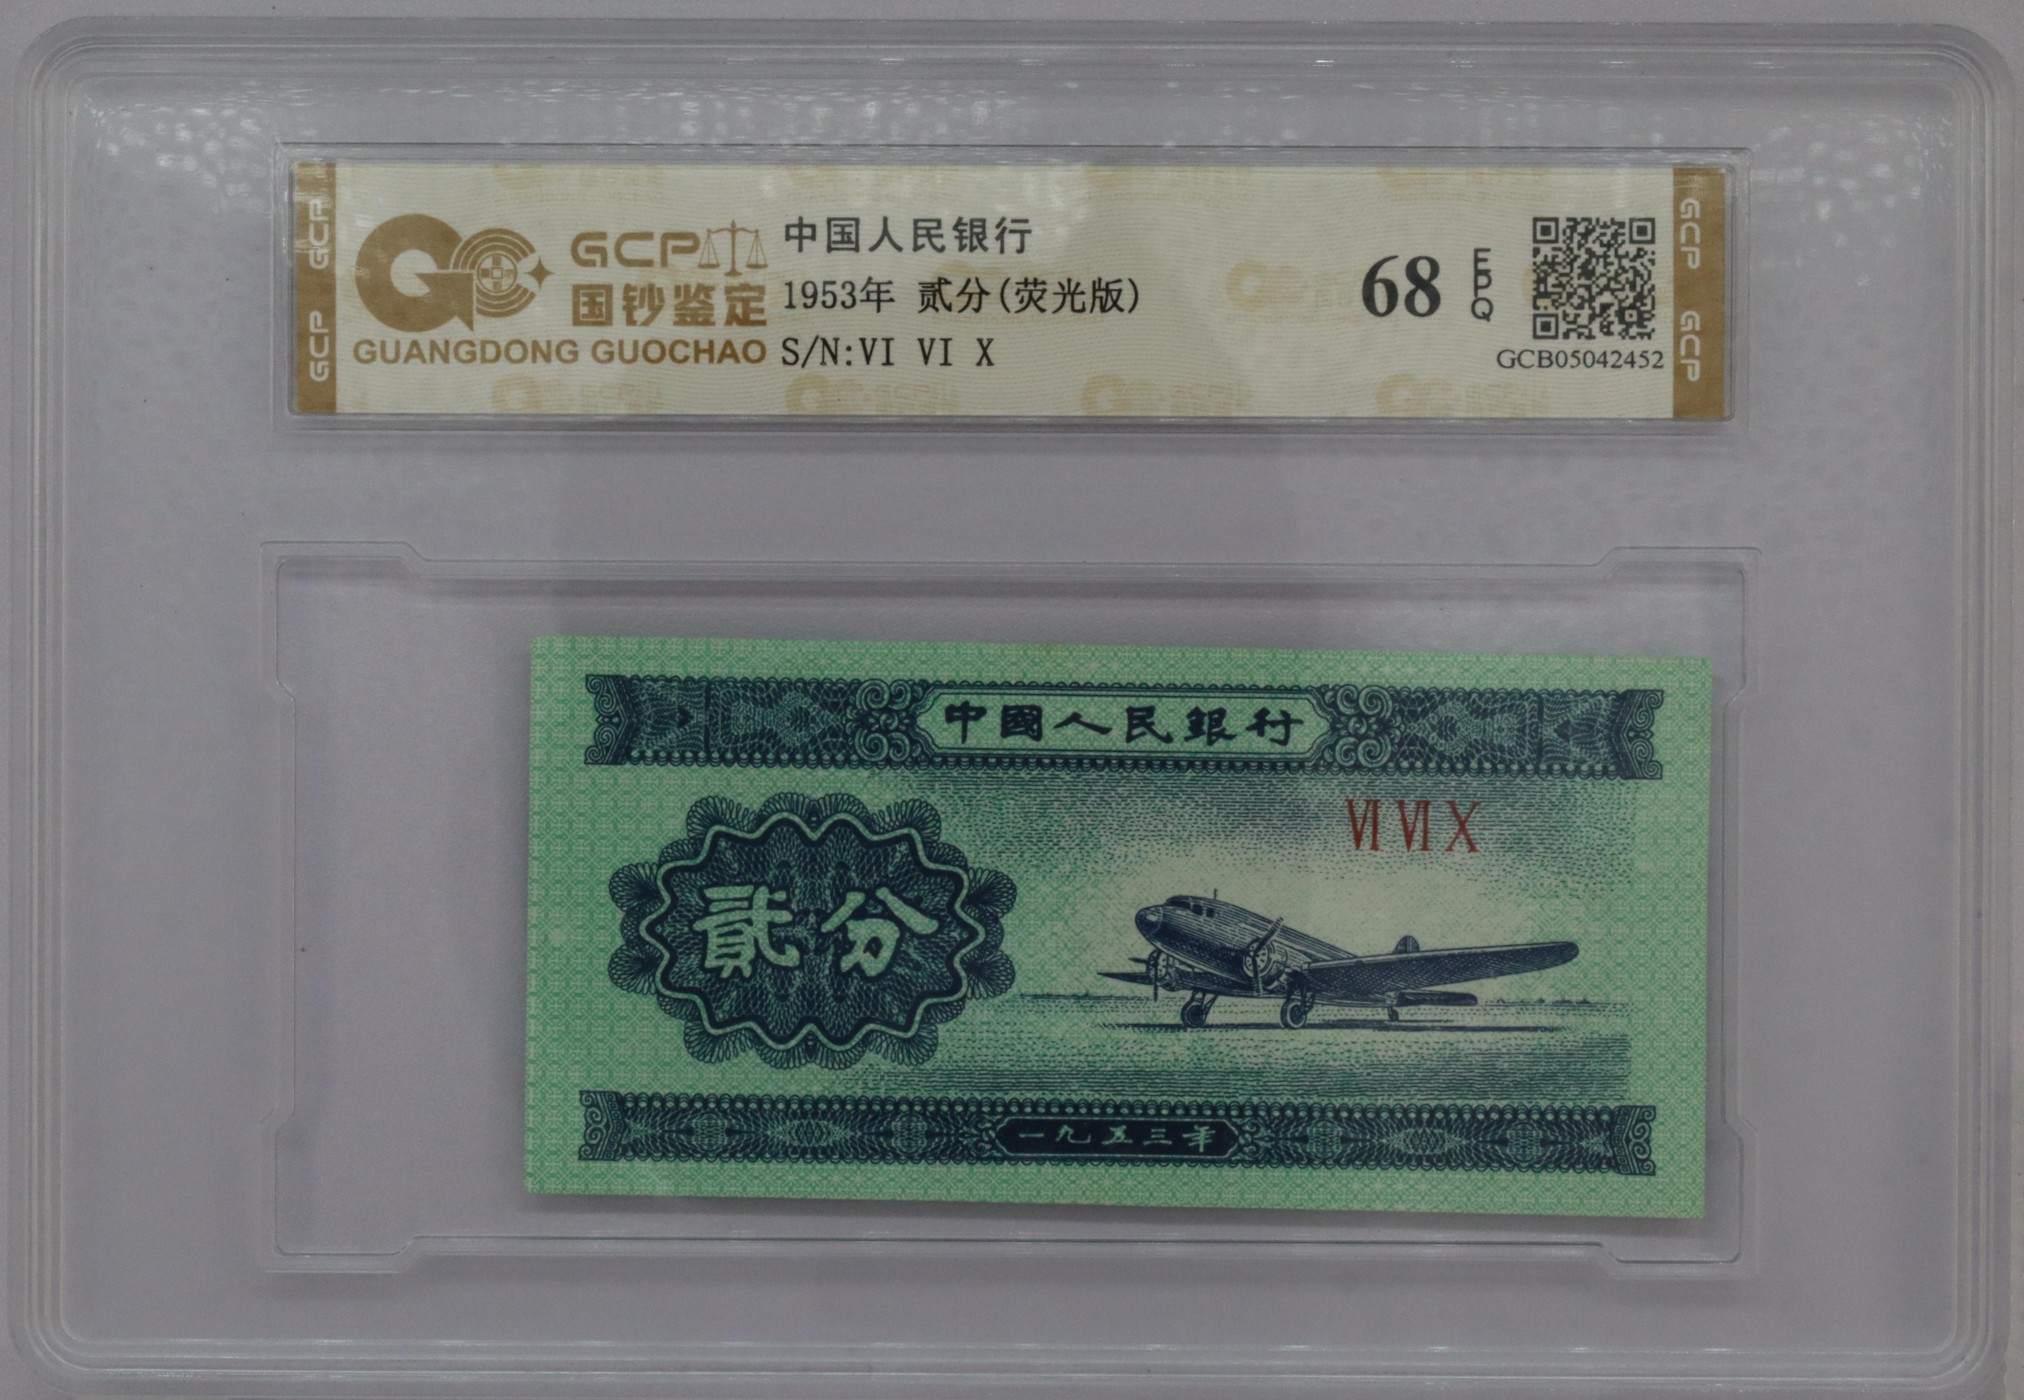 GCP
GCP
GCP
国钞鉴定
GUANGDONG GUOCHAO
中国人民银行
1953年 贰分(荧光版)
S/N:VI VI X
68
EPQ
GCB05042452
GCP
GCP
中國人民銀行
VI VI X
貳分
一九五三年